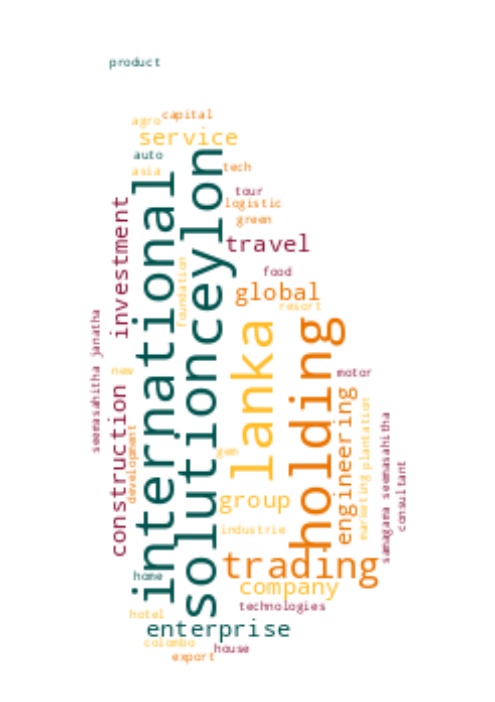 product
capital
agro
service
auto
tech
asia
tour
logistic
green
travel
investment
international
solution
ceylon
foundation
food
global
resort
lanka
holding
seemasahitha janatha
new
motor
construction
development
engineering
marketing
plantation
samagara seemasahitha
consultant
gem
group
industrie
trading
home
company
technologies
hotel
enterprise
colombo
house
export